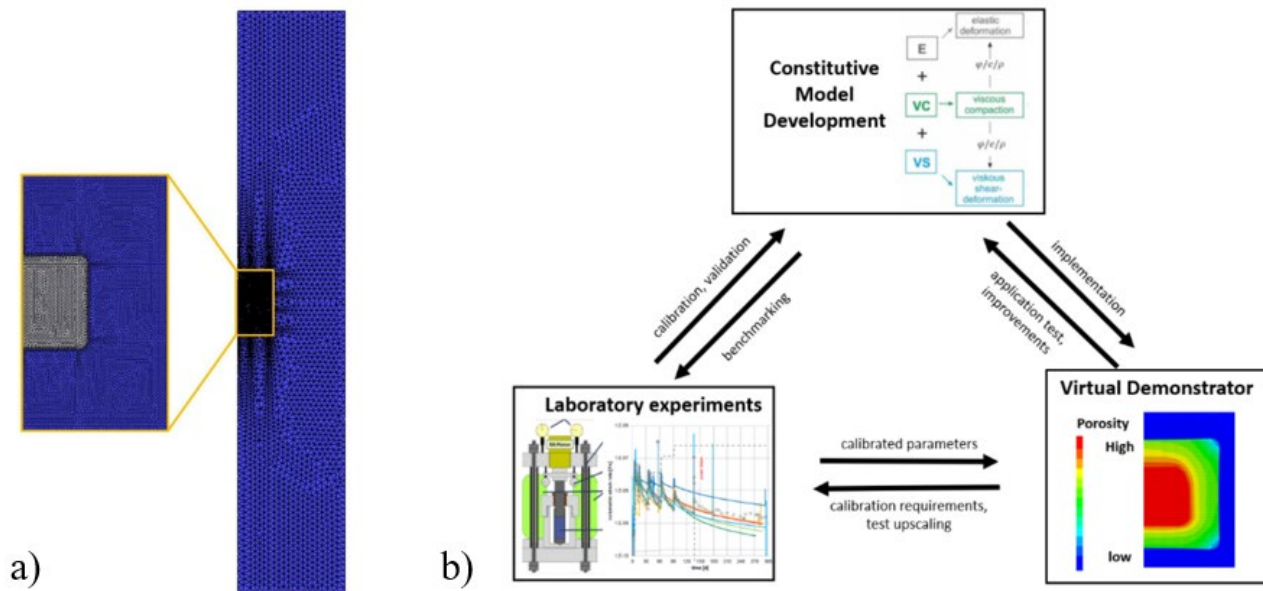 Constitutive
Model
Development
E
+
VC
+
VS
elastic
deformation
φ/e/ρ
viscous
compaction
φ/e/ρ
viskous
shear-
deformation
calibration, validation
benchmarking
implementation
application test,
improvements
Laboratory experiments
time [d]
calibrated parameters
calibration requirements,
test upscaling
Virtual Demonstrator
Porosity
High
low
a)
b)